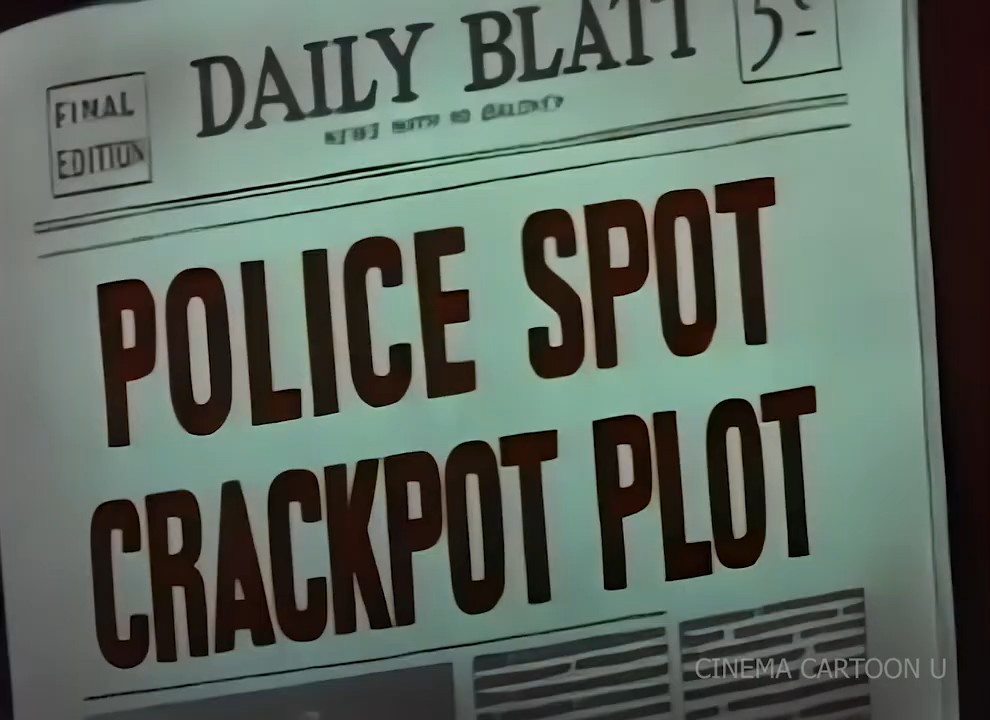 DAILY BLATT
5¢
FINAL
EDITION
POLICE SPOT
CRACKPOT PLOT
CINEMA CARTOON U